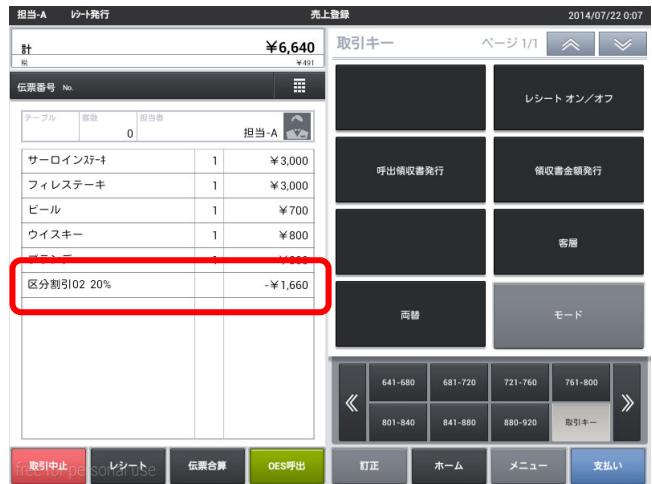 担当-A ﾚｼｰﾄ発行 売上登録 2014/07/22 0:07
計 ¥6,640
税 ¥491
伝票番号 No.
テーブル 客数 担当者
0 担当-A
サーロインｽﾃｰｷ 1 ¥3,000
フィレステーキ 1 ¥3,000
ビール 1 ¥700
ウイスキー 1 ¥800
区分割引02 20% -¥1,660
取引キー ページ 1/1
レシート オン／オフ
呼出領収書発行 領収書金額発行
客層
両替 モード
641-680 681-720 721-760 761-800
801-840 841-880 880-920 取引キー
取引中止 レシート 伝票合算 OES呼出 訂正 ホーム メニュー 支払い
free for personal use